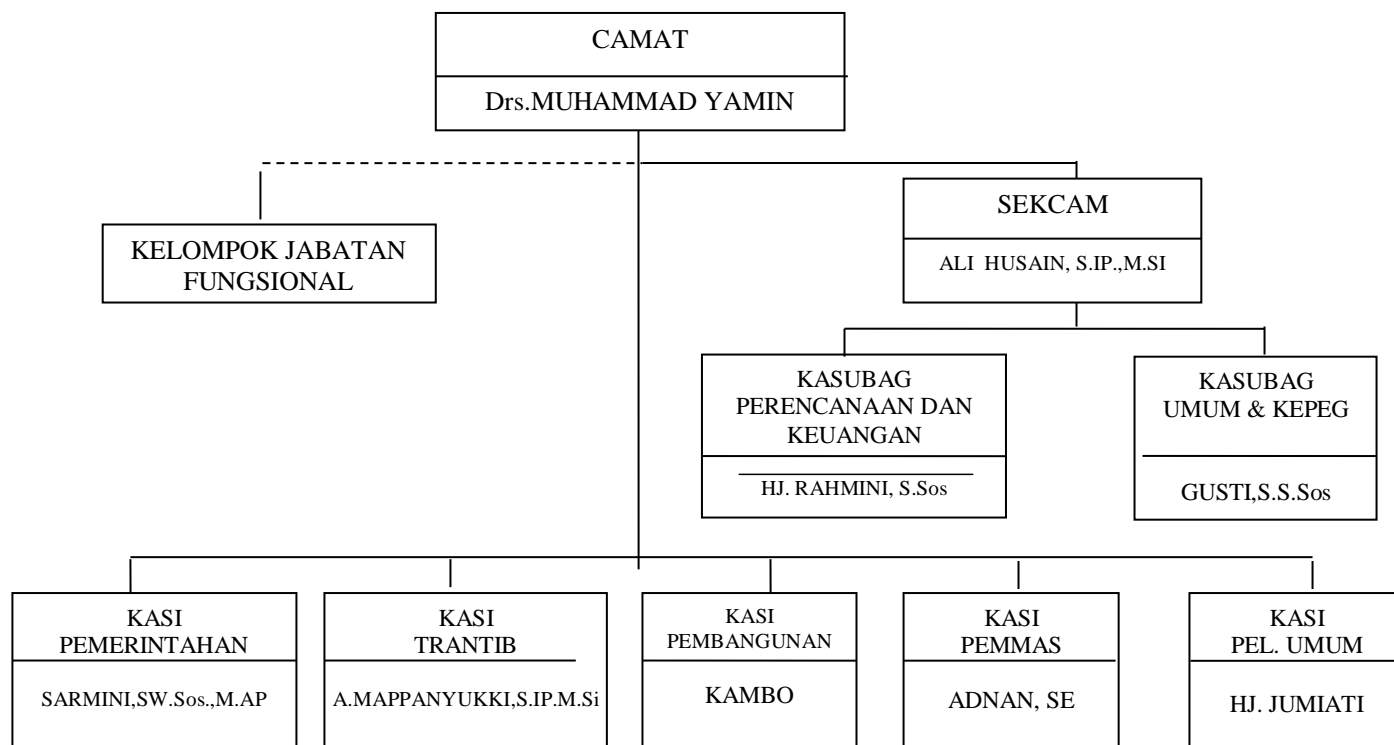 CAMAT
Drs.MUHAMMAD YAMIN
KELOMPOK JABATAN
FUNGSIONAL
SEKCAM
ALI HUSAIN, S.IP.,M.SI
KASUBAG
PERENCANAAN DAN
KEUANGAN
HJ. RAHMINI, S.Sos
KASUBAG
UMUM & KEPEG
GUSTI,S.S.Sos
KASI
PEMERINTAHAN
SARMINI,SW.Sos.,M.AP
KASI
TRANTIB
A.MAPPANYUKKI,S.IP.M.Si
KASI
PEMBANGUNAN
KAMBO
KASI
PEMMAS
ADNAN, SE
KASI
PEL. UMUM
HJ. JUMIATI